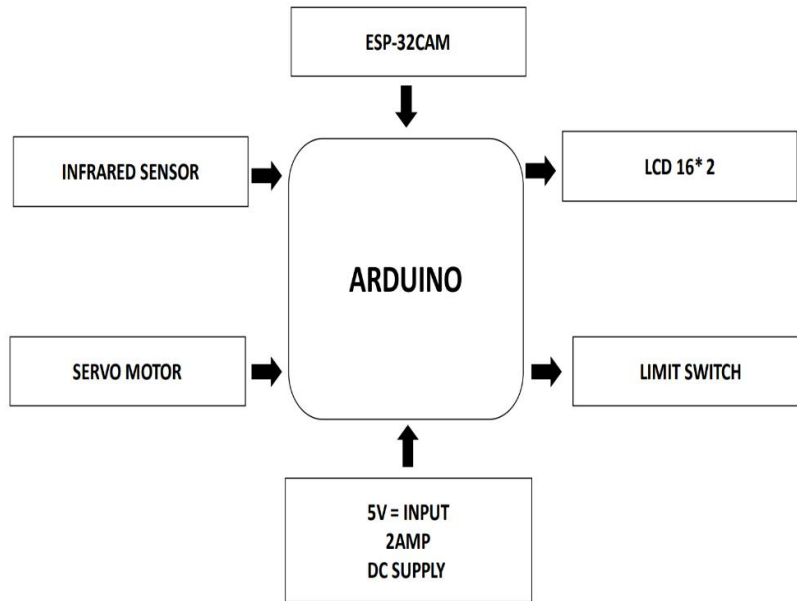 ESP-32CAM
INFRARED SENSOR
LCD 16* 2
ARDUINO
SERVO MOTOR
LIMIT SWITCH
5V = INPUT
2AMP
DC SUPPLY